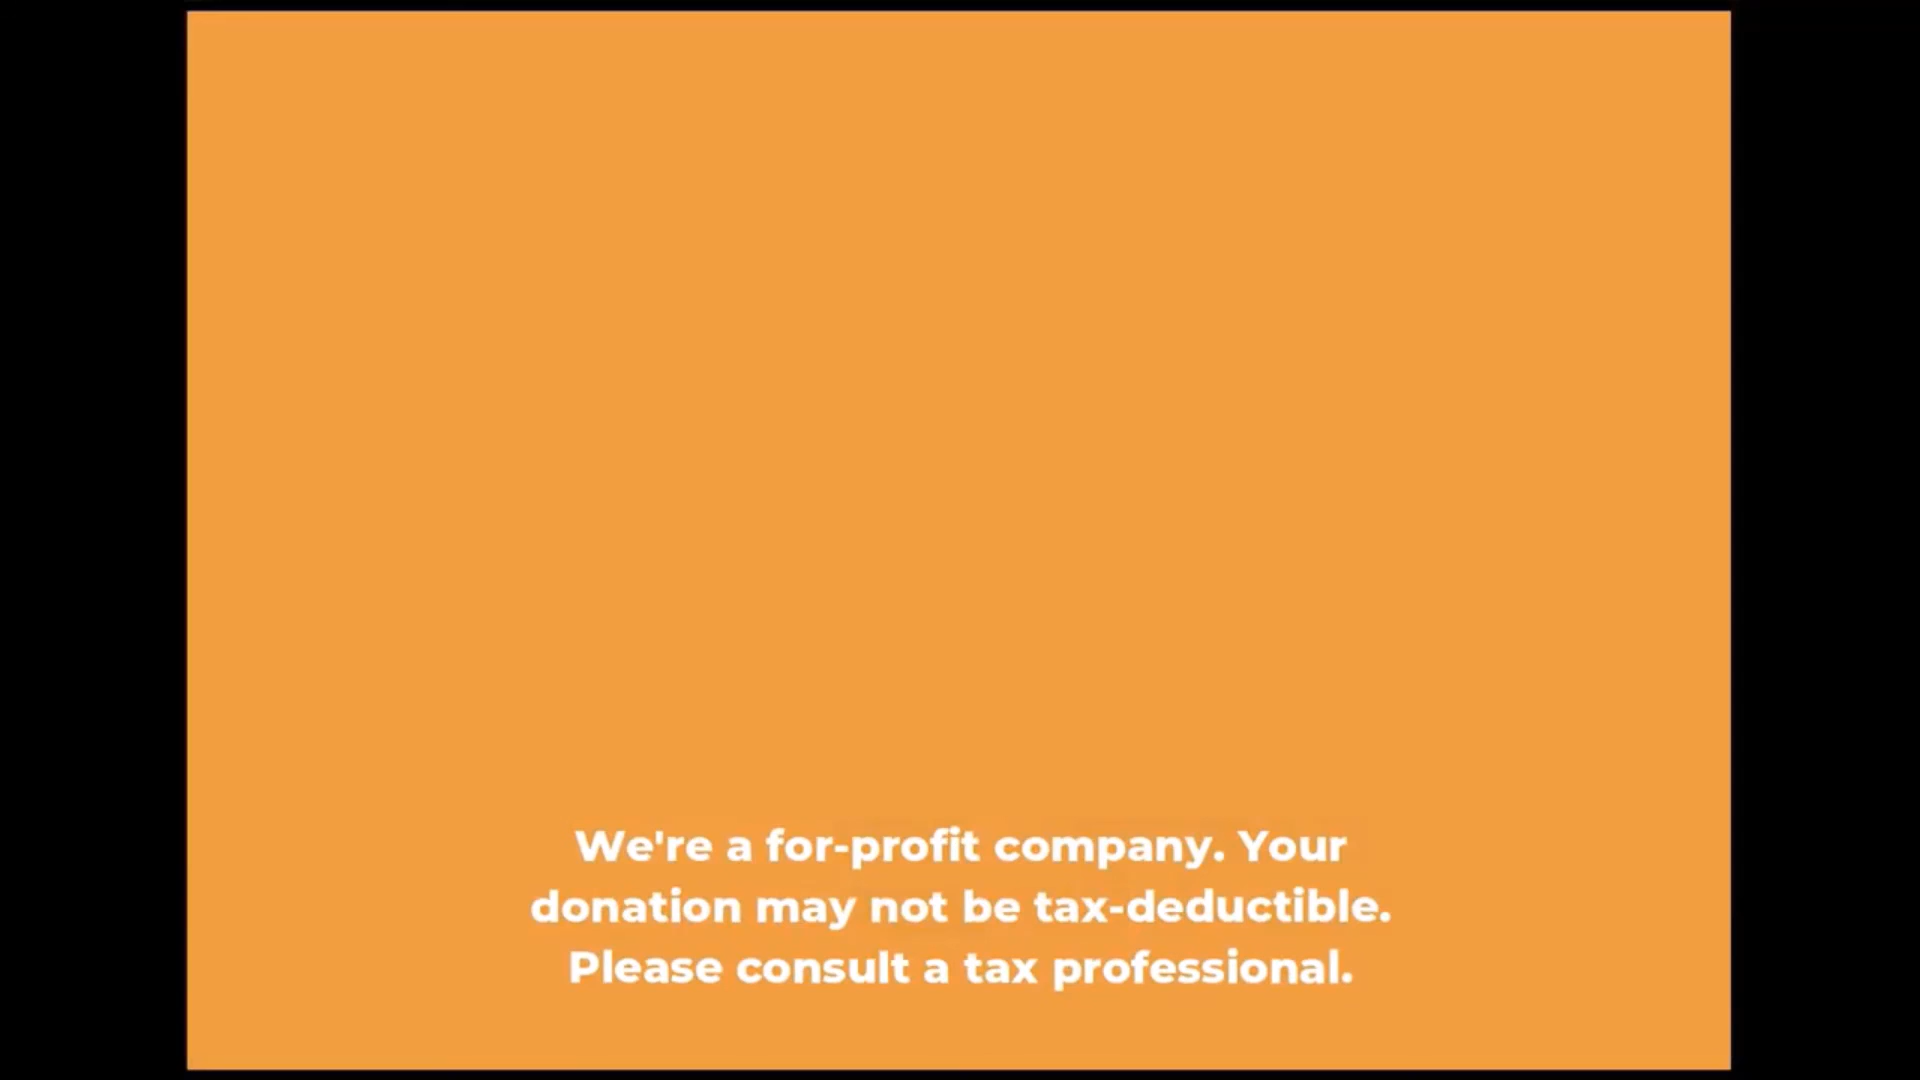 We're a for-profit company. Your
donation may not be tax-deductible.
Please consult a tax professional.